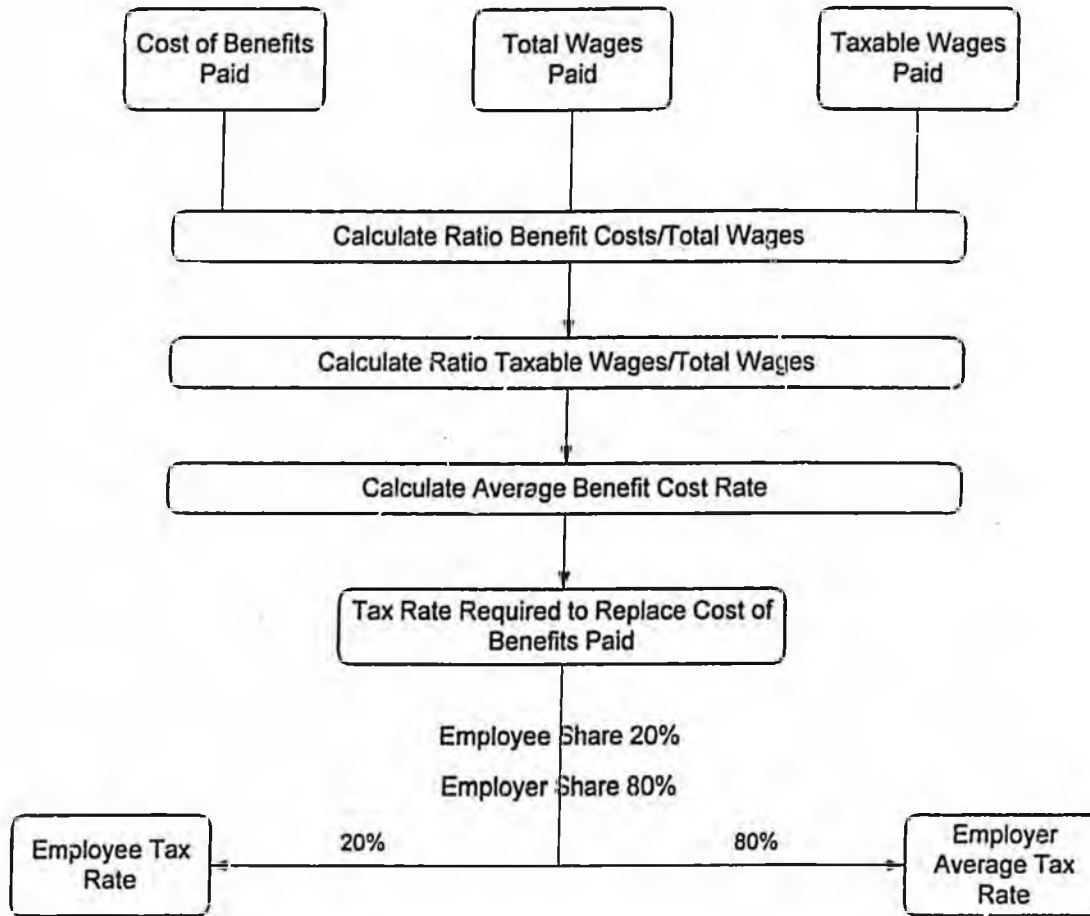 Cost of Benefits
Paid
Total Wages
Paid
Taxable Wages
Paid
Calculate Ratio Benefit Costs/Total Wages
Calculate Ratio Taxable Wages/Total Wages
Calculate Average Benefit Cost Rate
Tax Rate Required to Replace Cost of
Benefits Paid
Employee Share 20%
Employer Share 80%
20%
80%
Employee Tax
Rate
Employer
Average Tax
Rate